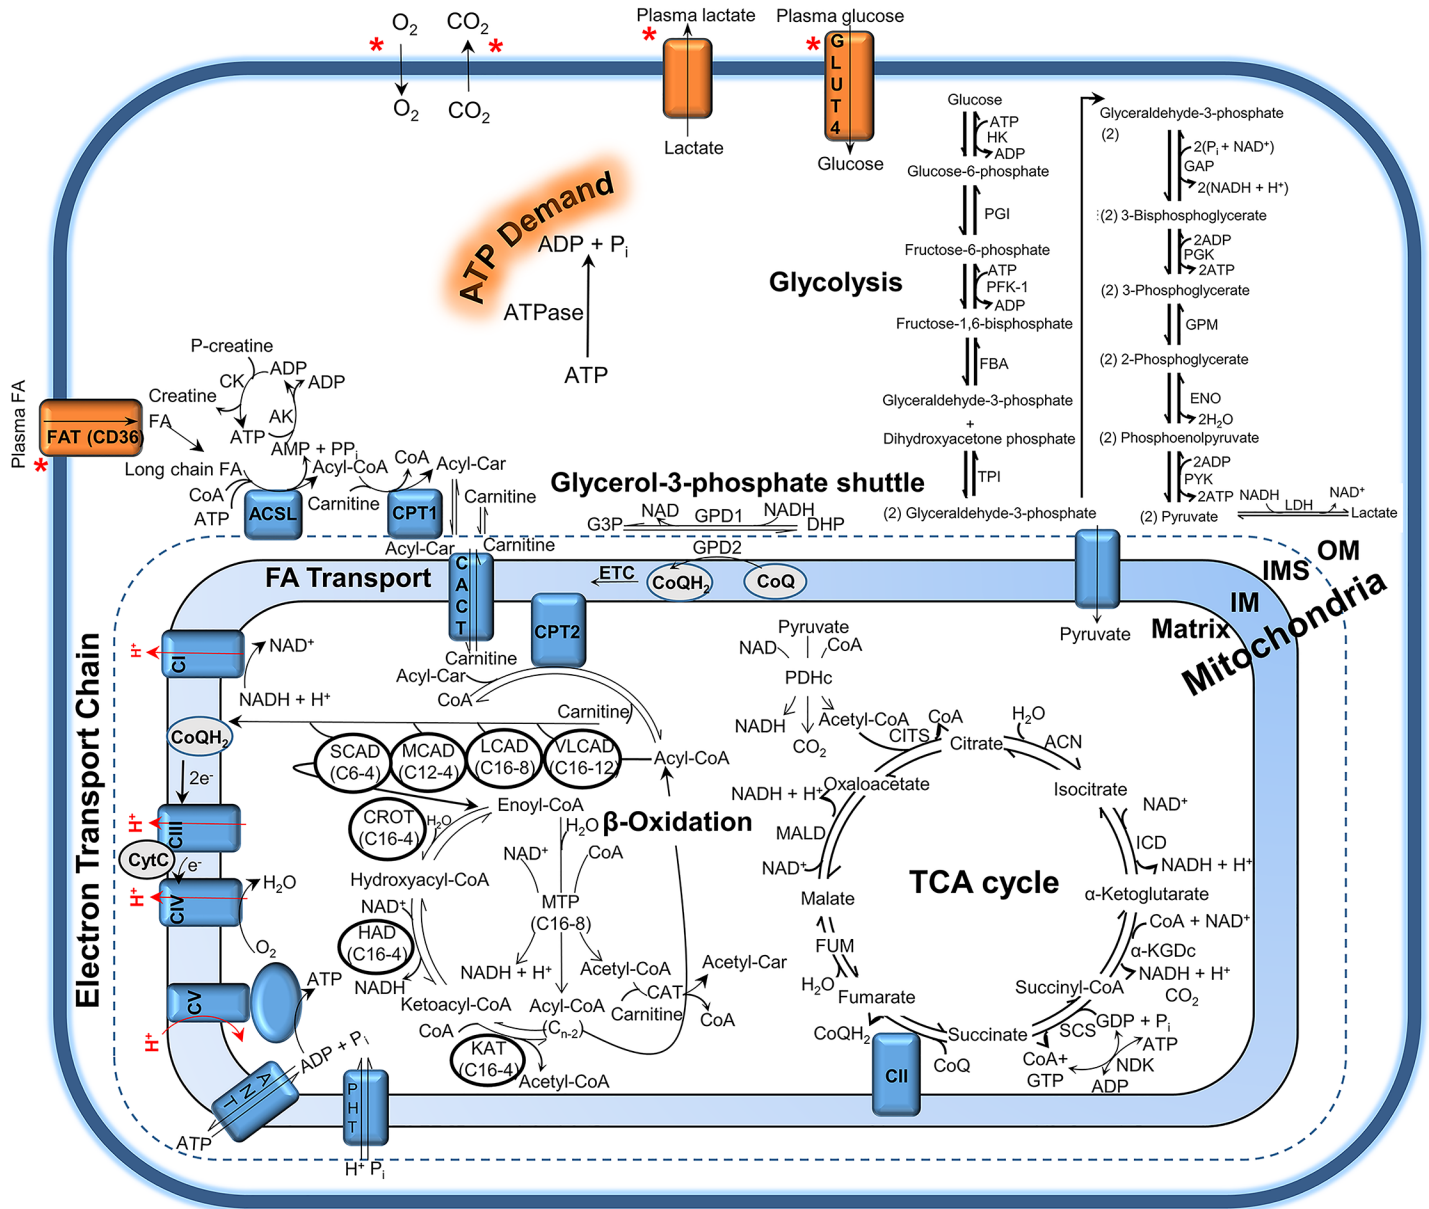 O₂
CO₂
*
*
O₂
CO₂
Plasma lactate
*
Lactate
Plasma glucose
*
GLUT4
Glucose
ATP Demand
ADP + Pᵢ
ATPase
ATP
Glycolysis
Glucose
ATP
HK
ADP
Glucose-6-phosphate
PGI
Fructose-6-phosphate
ATP
PFK-1
ADP
Fructose-1,6-bisphosphate
FBA
Glyceraldehyde-3-phosphate
+
Dihydroxyacetone phosphate
TPI
(2) Glyceraldehyde-3-phosphate
Glyceraldehyde-3-phosphate
(2)
2(Pᵢ + NAD⁺)
GAP
2(NADH + H⁺)
(2) 3-Bisphosphoglycerate
2ADP
PGK
2ATP
(2) 3-Phosphoglycerate
GPM
(2) 2-Phosphoglycerate
ENO
2H₂O
(2) Phosphoenolpyruvate
2ADP
PYK
2ATP
(2) Pyruvate
NADH
LDH
NAD⁺
Lactate
Plasma FA
*
FAT (CD36)
FA
P-creatine
CK
ADP
ADP
Creatine
AK
ATP
AMP + PPᵢ
Long chain FA
CoA
ATP
ACSL
Acyl-CoA
CoA
Acyl-Car
Carnitine
CPT1
Carnitine
Acyl-Car
Carnitine
Glycerol-3-phosphate shuttle
G3P
NAD
GPD1
NADH
DHP
GPD2
ETC
CoQH₂
CoQ
FA Transport
CACT
CPT2
Carnitine
Acyl-Car
CoA
Carnitine
Acyl-CoA
OM
IMS
IM
Matrix
Mitochondria
Pyruvate
Electron Transport Chain
H⁺
CI
NAD⁺
NADH + H⁺
CoQH₂
2e⁻
H⁺
CIII
CytC
e⁻
H⁺
CIV
H₂O
O₂
CV
H⁺
ATP
ADP + Pᵢ
ANT
ATP
PHT
H⁺ Pᵢ
SCAD
(C6-4)
MCAD
(C12-4)
LCAD
(C16-8)
VLCAD
(C16-12)
β-Oxidation
Enoyl-CoA
CROT
(C16-4)
H₂O
H₂O
NAD⁺
CoA
Hydroxyacyl-CoA
NAD⁺
HAD
(C16-4)
NADH
MTP
(C16-8)
NADH + H⁺
Acetyl-CoA
Ketoacyl-CoA
Acyl-CoA
(Cₙ₋₂)
CoA
KAT
(C16-4)
Acetyl-CoA
CAT
Carnitine
Acetyl-Car
CoA
Pyruvate
NAD
CoA
PDHc
NADH
CO₂
Acetyl-CoA
CITS
CoA
TCA cycle
Citrate
H₂O
ACN
Isocitrate
NAD⁺
ICD
NADH + H⁺
α-Ketoglutarate
CoA + NAD⁺
α-KGDc
NADH + H⁺
CO₂
Succinyl-CoA
GDP + Pᵢ
SCS
ATP
CoA+
GTP
NDK
ADP
Succinate
CoQ
CII
CoQH₂
Fumarate
H₂O
FUM
Malate
NAD⁺
MALD
NADH + H⁺
Oxaloacetate